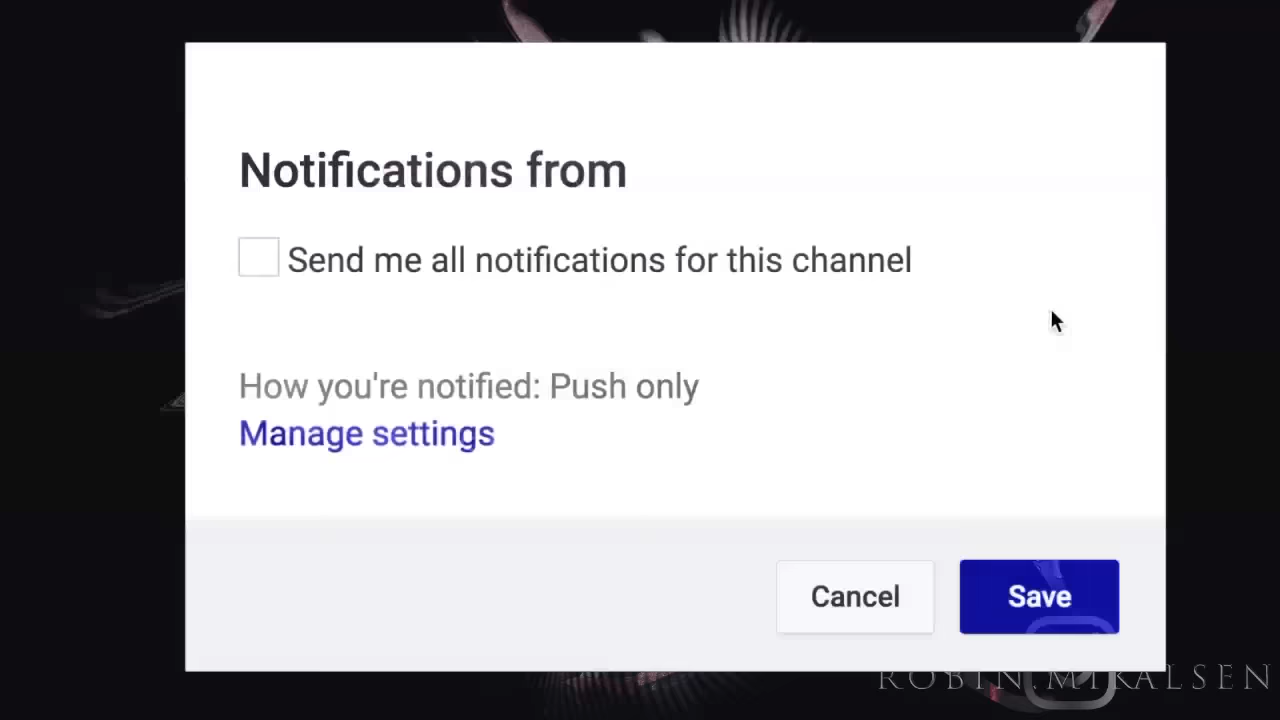 Notifications from
Send me all notifications for this channel
How you're notified: Push only
Manage settings
Cancel
Save
ROBIN.MIKALSEN